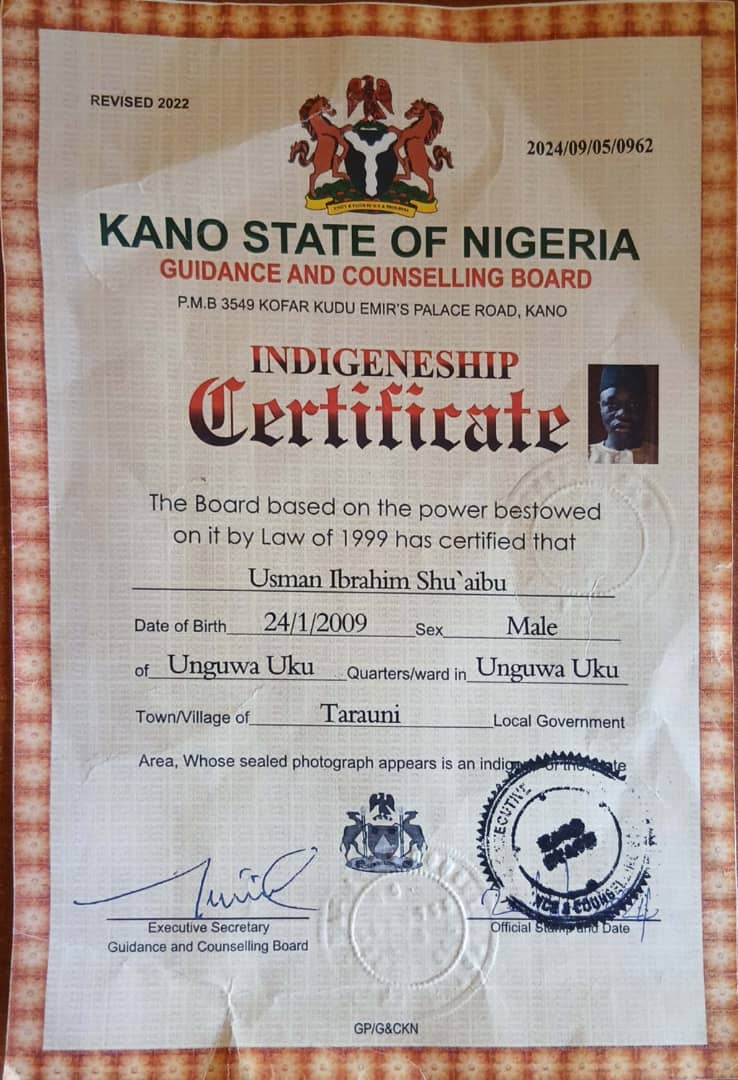 REVISED 2022
2024/09/05/0962
KANO STATE OF NIGERIA
GUIDANCE AND COUNSELLING BOARD
P.M.B 3549 KOFAR KUDU EMIR'S PALACE ROAD, KANO
INDIGENESHIP
Certificate
The Board based on the power bestowed
on it by Law of 1999 has certified that
Usman Ibrahim Shu`aibu
Date of Birth 24/1/2009 Sex Male
of Unguwa Uku Quarters/ward in Unguwa Uku
Town/Village of Tarauni Local Government
Area, Whose sealed photograph appears is an of the
EXECUTIVE
Executive Secretary
Guidance and Counselling Board
Official Stamp and Date
GP/G&CKN